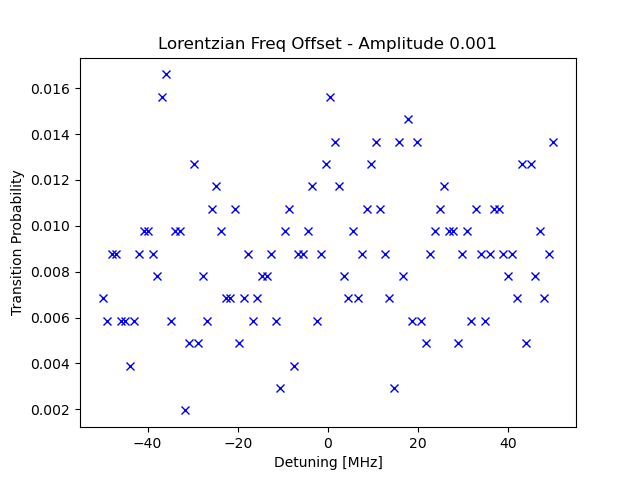 Lorentzian Freq Offset - Amplitude 0.001
0.016
0.014
0.012
0.010
0.008
0.006
0.004
0.002
Transition Probability
−40 −20 0 20 40
Detuning [MHz]